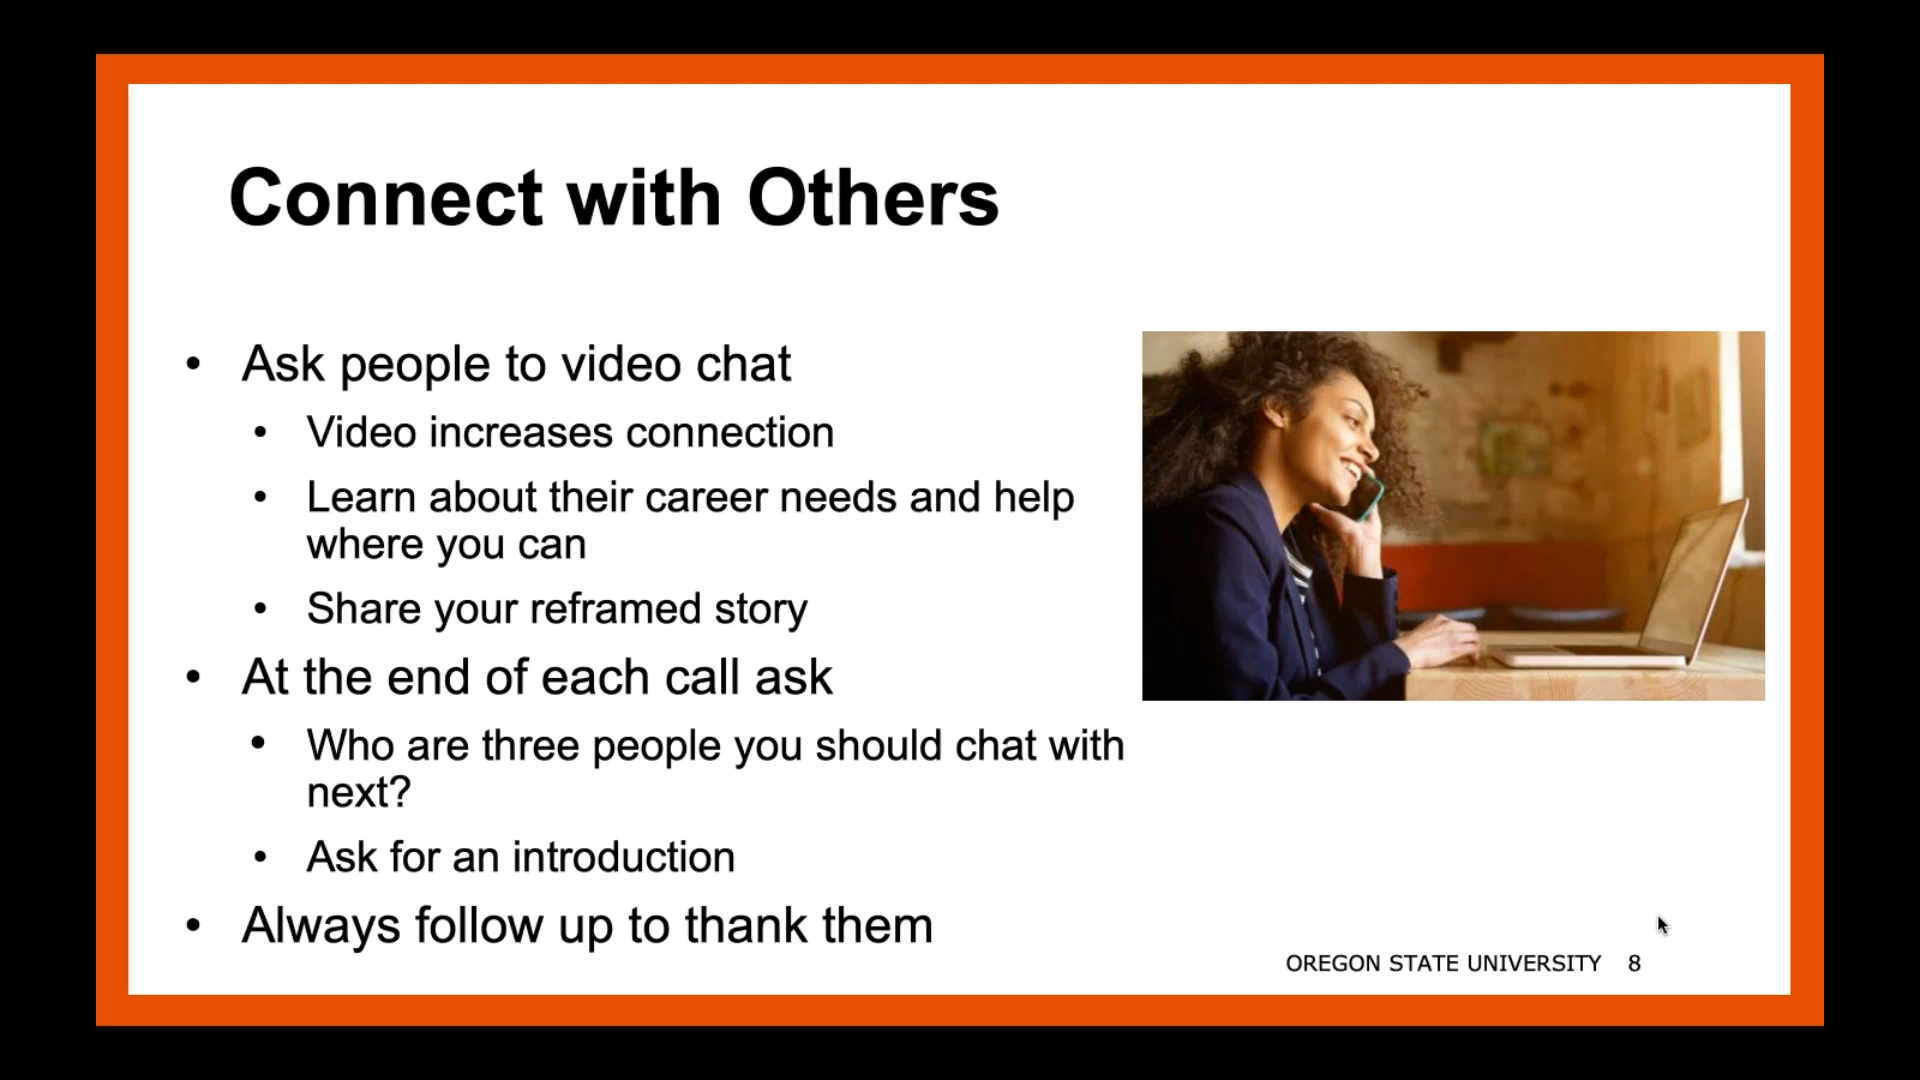 Connect with Others
• Ask people to video chat
• Video increases connection
• Learn about their career needs and help
where you can
• Share your reframed story
• At the end of each call ask
• Who are three people you should chat with
next?
• Ask for an introduction
• Always follow up to thank them
OREGON STATE UNIVERSITY 8